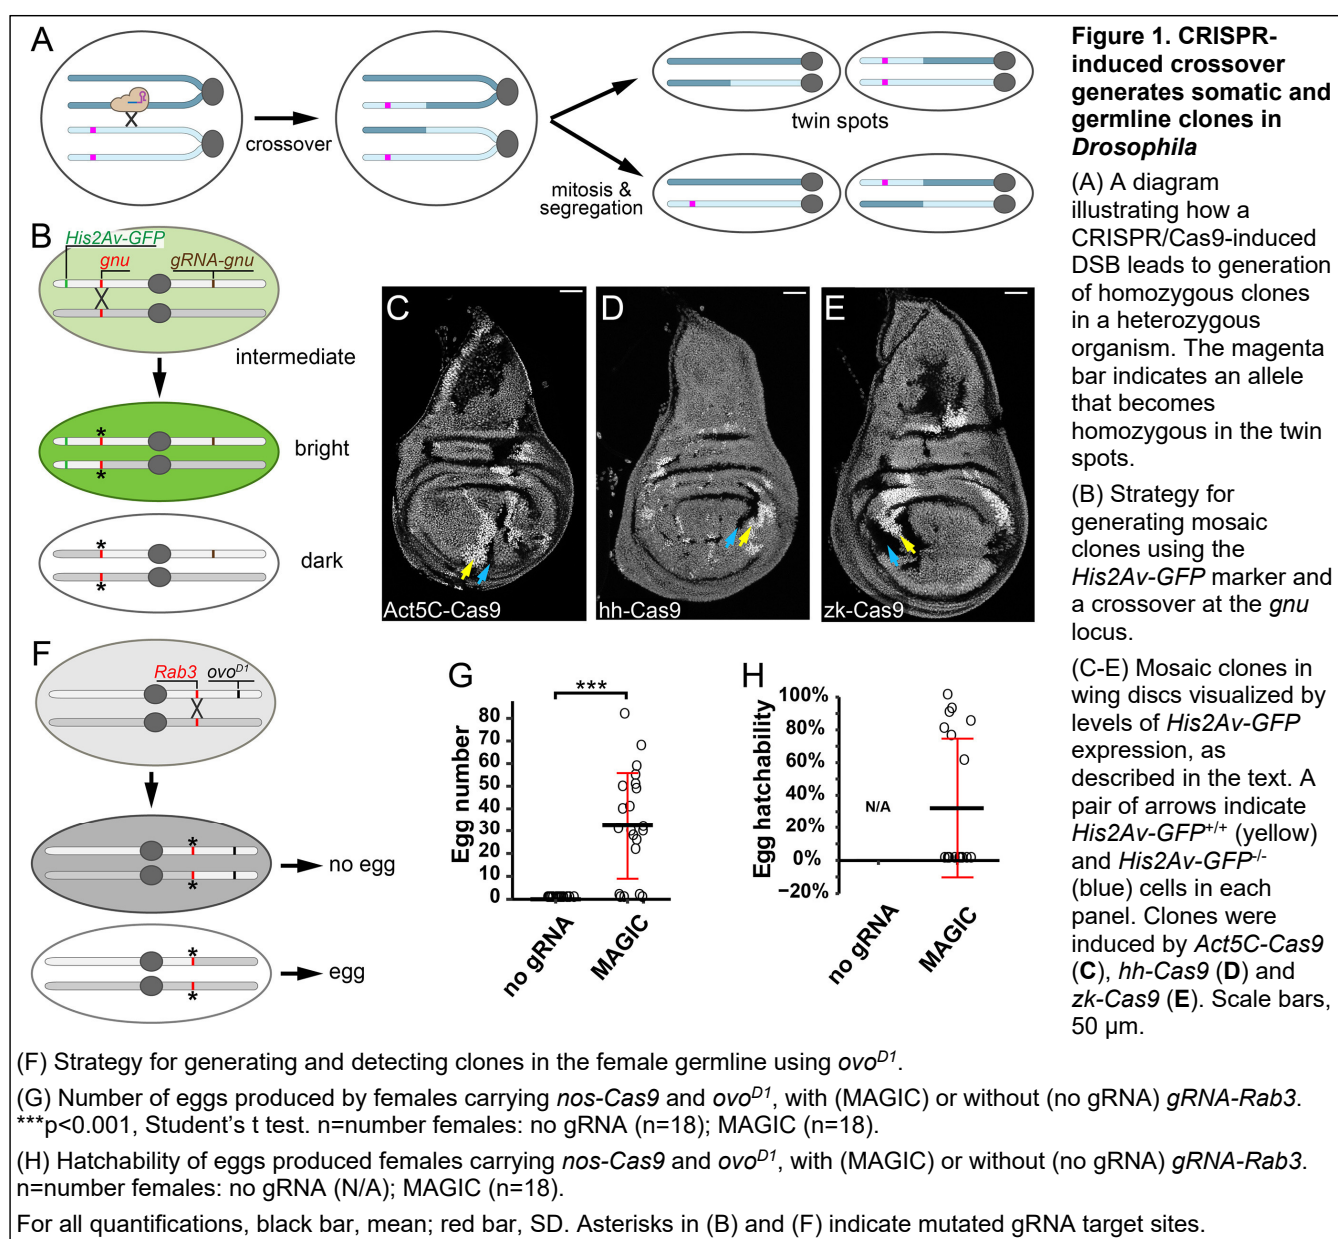 A
crossover
mitosis &
segregation
twin spots
B
His2Av-GFP
gnu
gRNA-gnu
intermediate
*
*
bright
*
*
dark
C
Act5C-Cas9
D
hh-Cas9
E
zk-Cas9
F
Rab3
ovoD1
*
*
no egg
*
*
egg
G
***
Egg number
80
70
60
50
40
30
20
10
0
no gRNA
MAGIC
H
Egg hatchability
100%
80%
60%
40%
20%
0%
−20%
N/A
no gRNA
MAGIC
Figure 1. CRISPR-
induced crossover
generates somatic and
germline clones in
Drosophila
(A) A diagram
illustrating how a
CRISPR/Cas9-induced
DSB leads to generation
of homozygous clones
in a heterozygous
organism. The magenta
bar indicates an allele
that becomes
homozygous in the twin
spots.
(B) Strategy for
generating mosaic
clones using the
His2Av-GFP marker and
a crossover at the gnu
locus.
(C-E) Mosaic clones in
wing discs visualized by
levels of His2Av-GFP
expression, as
described in the text. A
pair of arrows indicate
His2Av-GFP+/+ (yellow)
and His2Av-GFP-/-
(blue) cells in each
panel. Clones were
induced by Act5C-Cas9
(C), hh-Cas9 (D) and
zk-Cas9 (E). Scale bars,
50 µm.
(F) Strategy for generating and detecting clones in the female germline using ovoD1.
(G) Number of eggs produced by females carrying nos-Cas9 and ovoD1, with (MAGIC) or without (no gRNA) gRNA-Rab3.
***p<0.001, Student’s t test. n=number females: no gRNA (n=18); MAGIC (n=18).
(H) Hatchability of eggs produced females carrying nos-Cas9 and ovoD1, with (MAGIC) or without (no gRNA) gRNA-Rab3.
n=number females: no gRNA (N/A); MAGIC (n=18).
For all quantifications, black bar, mean; red bar, SD. Asterisks in (B) and (F) indicate mutated gRNA target sites.